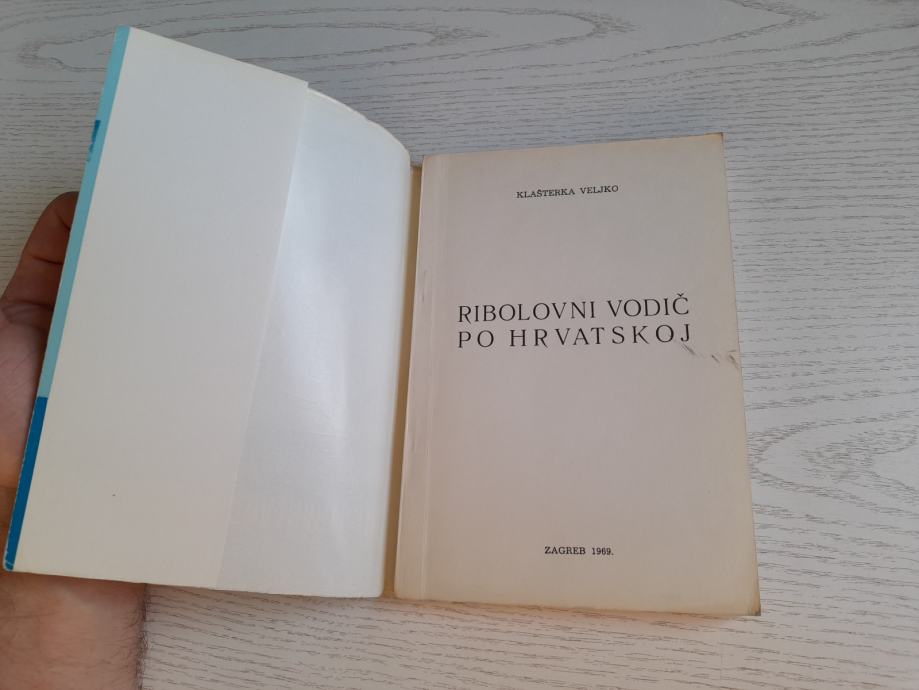 KLAŠTERKA VELJKO
RIBOLOVNI VODIČ
PO HRVATSKOJ
ZAGREB 1969.